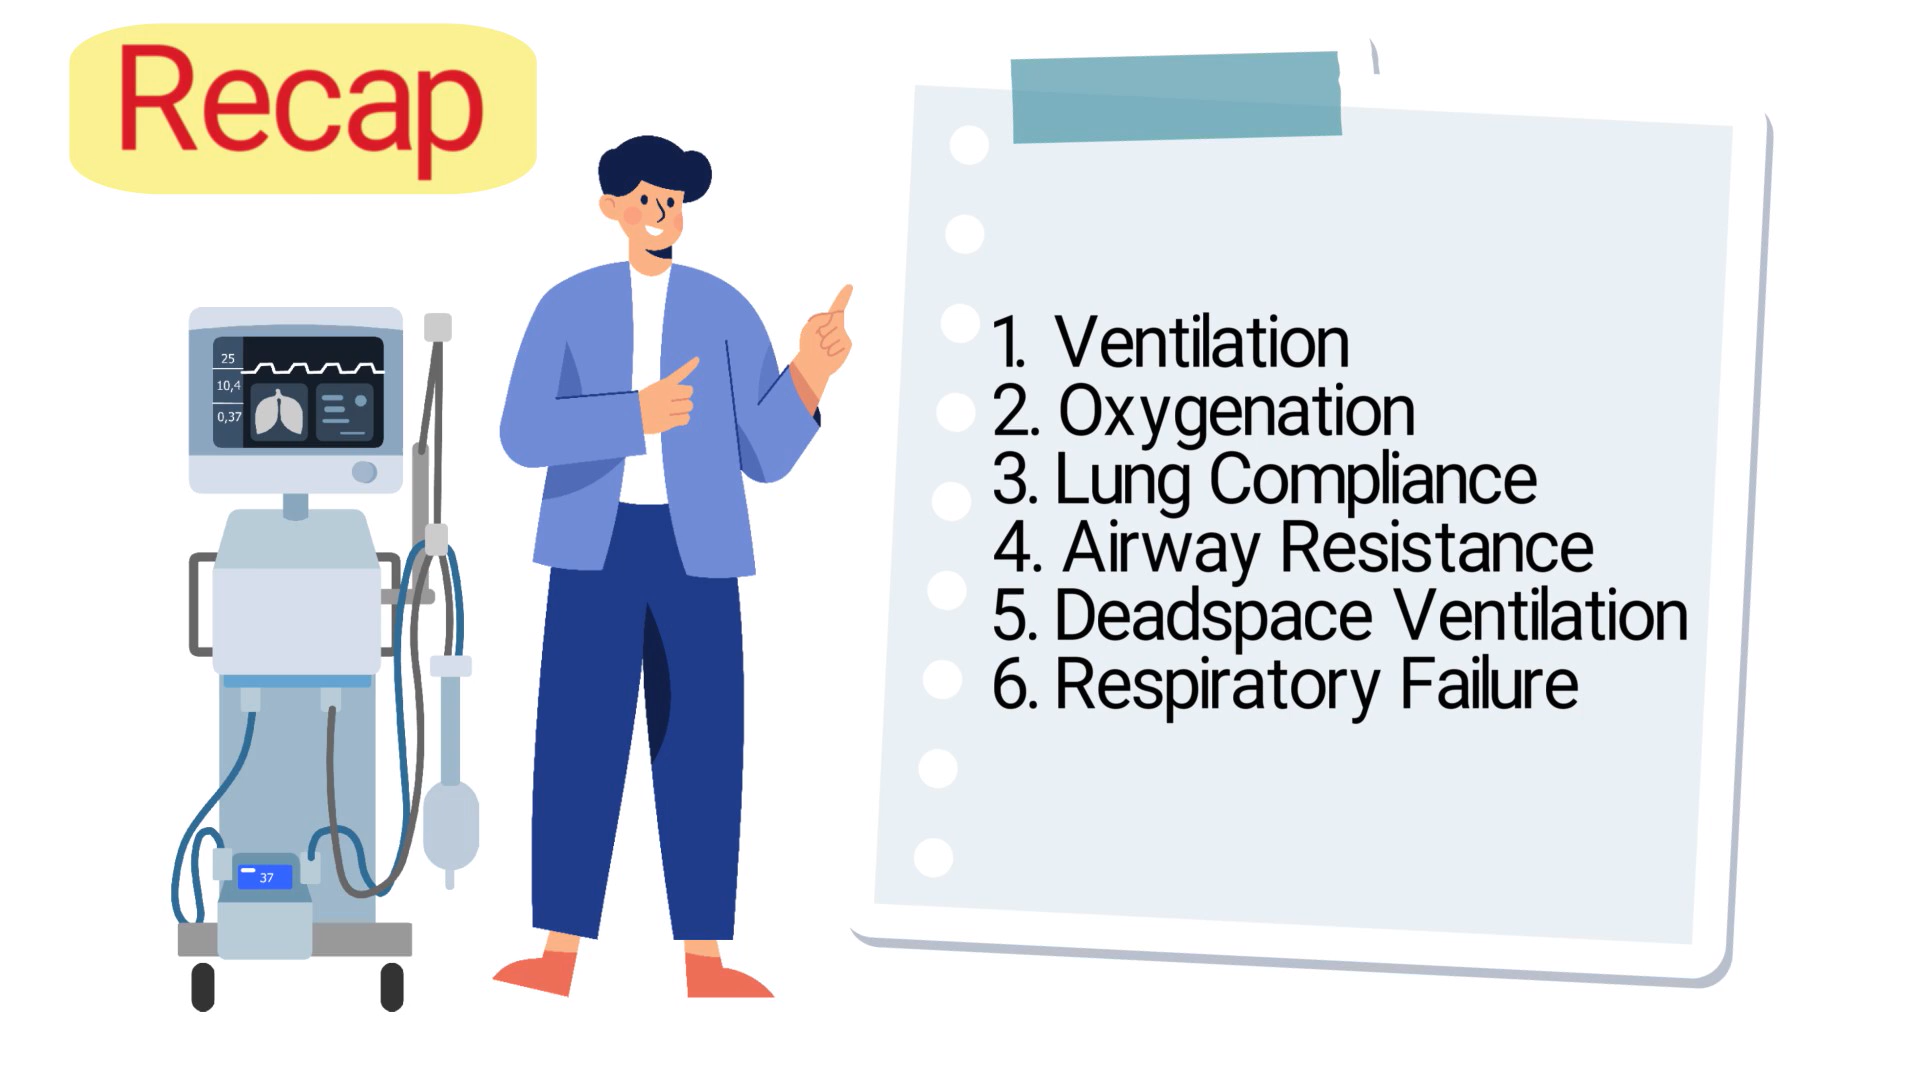 Recap
25
10,4
0,37
37
1. Ventilation
2. Oxygenation
3. Lung Compliance
4. Airway Resistance
5. Deadspace Ventilation
6. Respiratory Failure